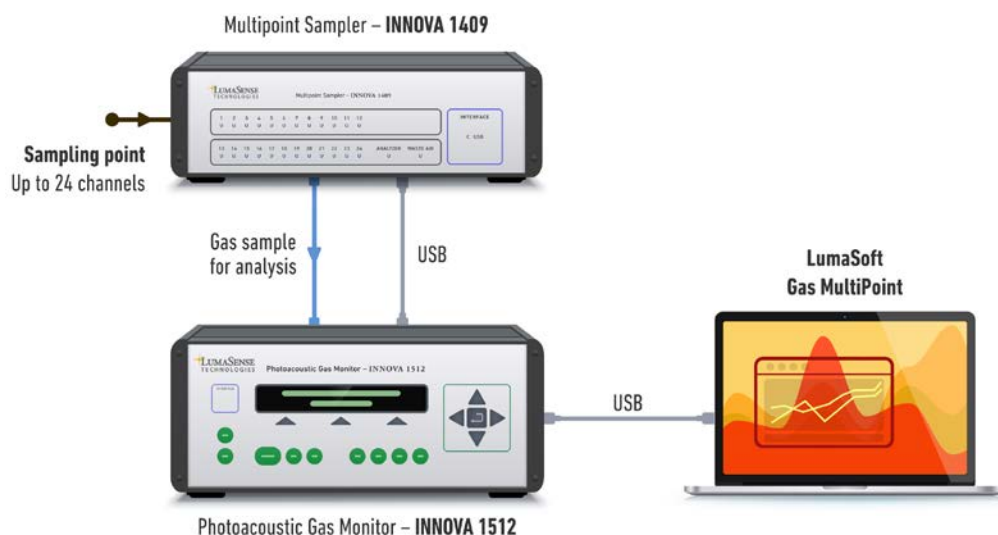 Multipoint Sampler – INNOVA 1409
LUMASENSE
TECHNOLOGIES
Multipoint Sampler – INNOVA 1409
1 2 3 4 5 6 7 8 9 10 11 12
U U U U U U U U U U U U
13 14 15 16 17 18 19 20 21 22 23 24 ANALYZER WASTE AIR
U U U U U U U U U U U U U U
INTERFACE
Sampling point
Up to 24 channels
Gas sample
for analysis
USB
LumaSoft
Gas MultiPoint
LUMASENSE
TECHNOLOGIES
Photoacoustic Gas Monitor – INNOVA 1512
USB
Photoacoustic Gas Monitor – INNOVA 1512